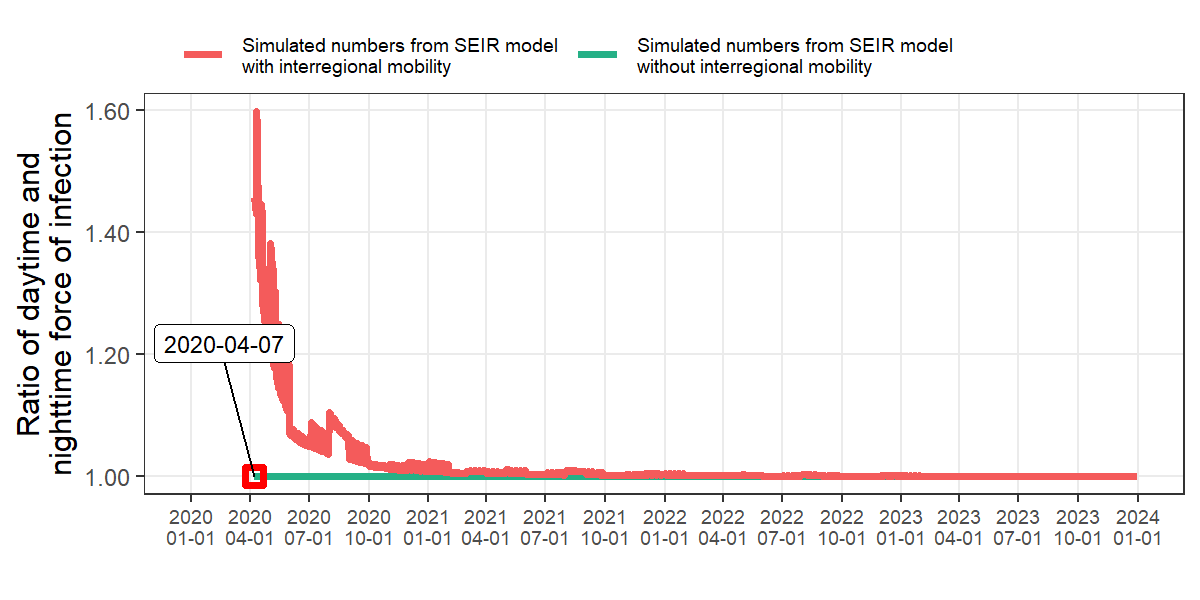 Simulated numbers from SEIR model
with interregional mobility
Simulated numbers from SEIR model
without interregional mobility
Ratio of daytime and
nighttime force of infection
1.60
1.40
1.20
1.00
2020-04-07
2020 2020 2020 2020 2021 2021 2021 2021 2022 2022 2022 2022 2023 2023 2023 2023 2024
01-01 04-01 07-01 10-01 01-01 04-01 07-01 10-01 01-01 04-01 07-01 10-01 01-01 04-01 07-01 10-01 01-01